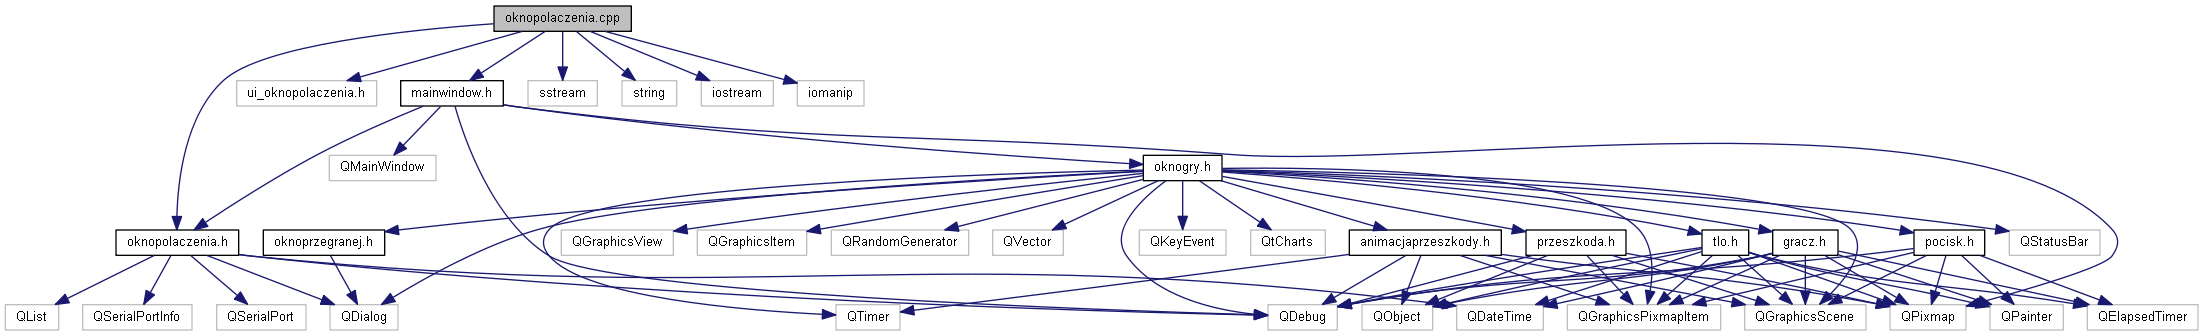 oknopolaczenia.cpp
ui_oknopolaczenia.h
mainwindow.h
sstream
string
iostream
iomanip
QMainWindow
oknogry.h
oknopolaczenia.h
oknoprzegranej.h
QGraphicsView
QGraphicsItem
QRandomGenerator
QVector
QKeyEvent
QtCharts
animacjaprzeszkody.h
przeszkoda.h
tlo.h
gracz.h
pocisk.h
QStatusBar
QList
QSerialPortInfo
QSerialPort
QDialog
QTimer
QDebug
QObject
QDateTime
QGraphicsPixmapItem
QGraphicsScene
QPixmap
QPainter
QElapsedTimer